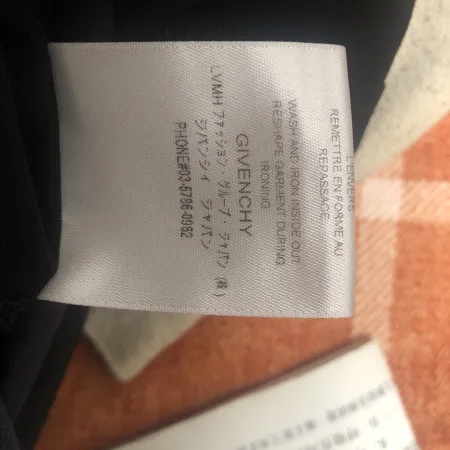 L'ENVERS
REMETTRE EN FORME AU
REPASSAGE
WASH AND IRON INSIDE OUT
RESHAPE GARMENT DURING
IRONING
GIVENCHY
LVMH ファッション・グループ・ジャパン (株)
ジバンシィ ジャパン
PHONE#03-5786-0992